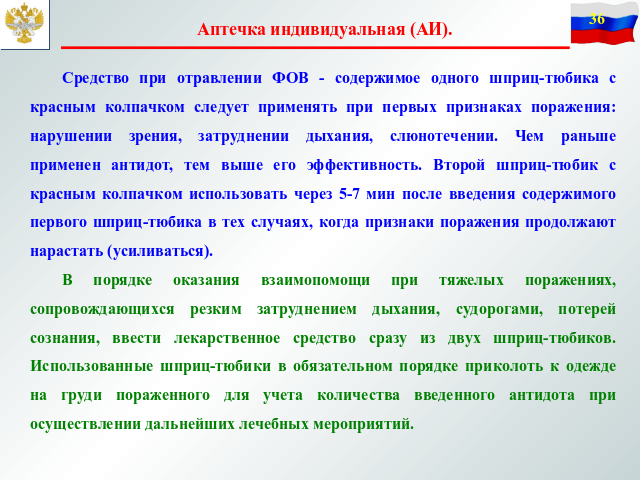 36
Аптечка индивидуальная (АИ).
Средство при отравлении ФОВ - содержимое одного шприц-тюбика с
красным колпачком следует применять при первых признаках поражения:
нарушении зрения, затруднении дыхания, слюнотечении. Чем раньше
применен антидот, тем выше его эффективность. Второй шприц-тюбик с
красным колпачком использовать через 5-7 мин после введения содержимого
первого шприц-тюбика в тех случаях, когда признаки поражения продолжают
нарастать (усиливаться).
В порядке оказания взаимопомощи при тяжелых поражениях,
сопровождающихся резким затруднением дыхания, судорогами, потерей
сознания, ввести лекарственное средство сразу из двух шприц-тюбиков.
Использованные шприц-тюбики в обязательном порядке приколоть к одежде
на груди пораженного для учета количества введенного антидота при
осуществлении дальнейших лечебных мероприятий.